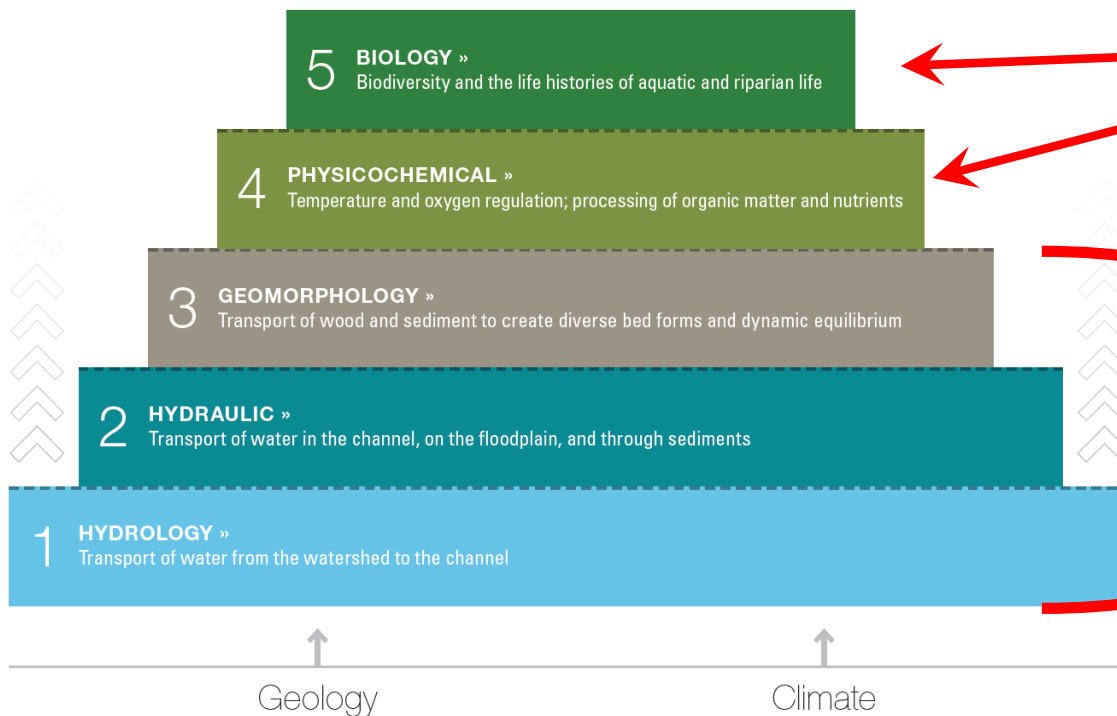 5 BIOLOGY »
Biodiversity and the life histories of aquatic and riparian life
4 PHYSICOCHEMICAL »
Temperature and oxygen regulation; processing of organic matter and nutrients
3 GEOMORPHOLOGY »
Transport of wood and sediment to create diverse bed forms and dynamic equilibrium
2 HYDRAULIC »
Transport of water in the channel, on the floodplain, and through sediments
1 HYDROLOGY »
Transport of water from the watershed to the channel
Geology Climate